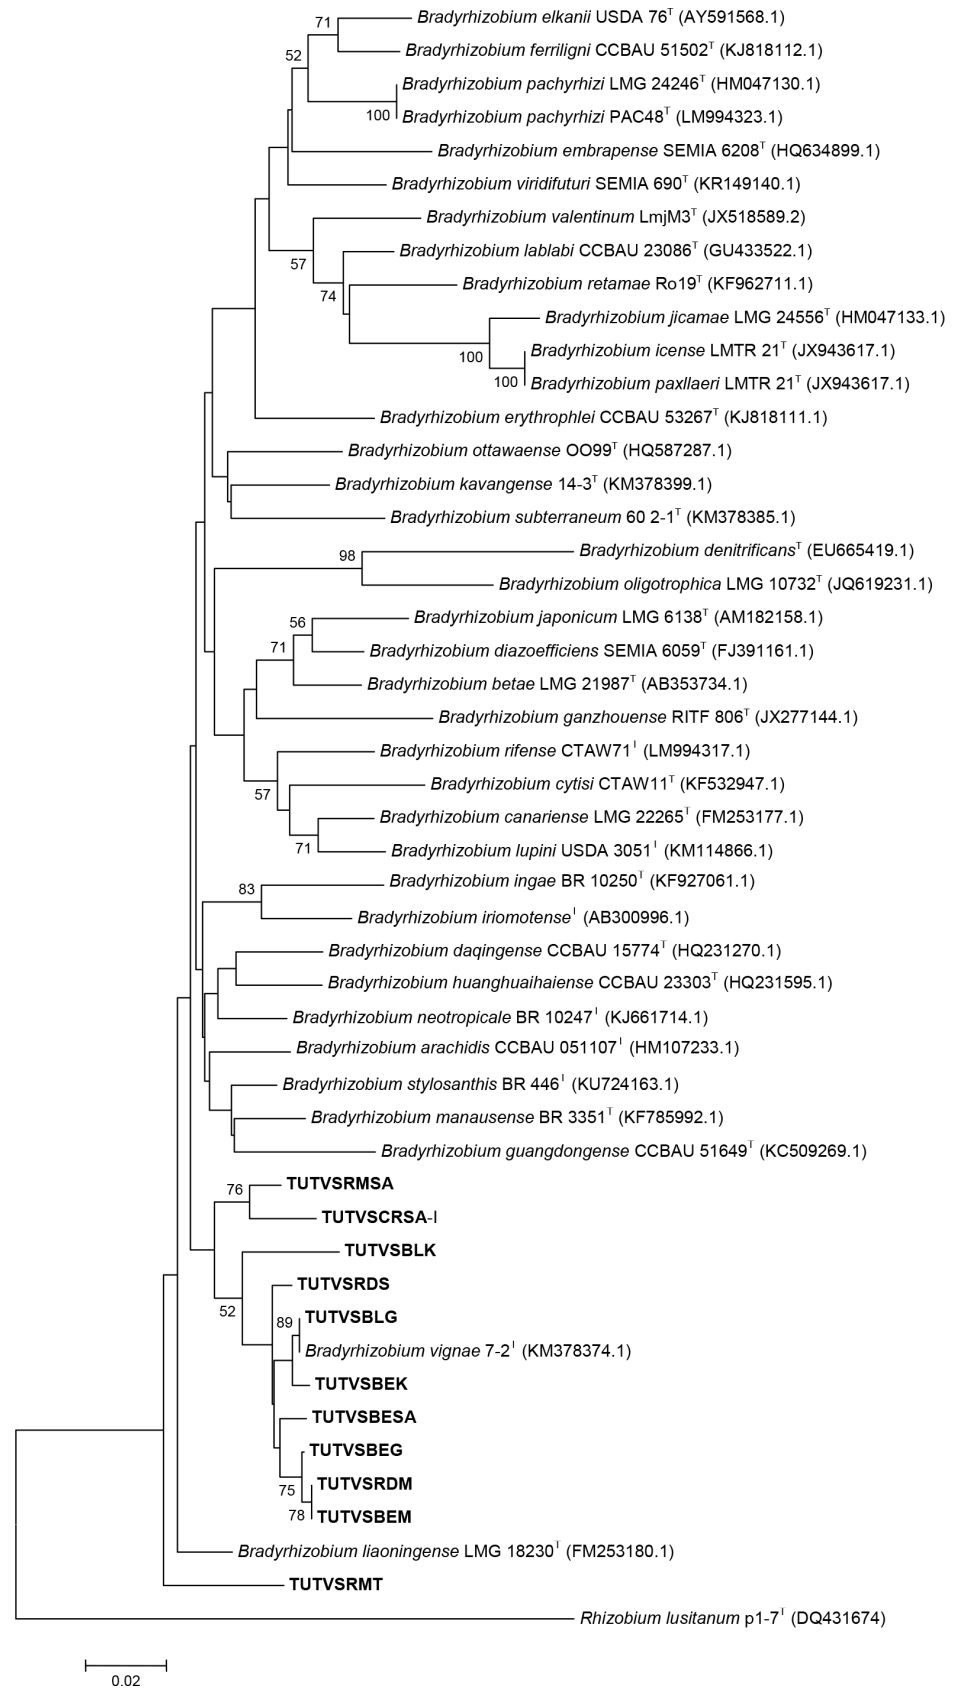 71
Bradyrhizobium elkanii USDA 76T (AY591568.1)
52
Bradyrhizobium ferriligni CCBAU 51502T (KJ818112.1)
Bradyrhizobium pachyrhizi LMG 24246T (HM047130.1)
100
Bradyrhizobium pachyrhizi PAC48T (LM994323.1)
Bradyrhizobium embrapense SEMIA 6208T (HQ634899.1)
Bradyrhizobium viridifuturi SEMIA 690T (KR149140.1)
Bradyrhizobium valentinum LmjM3T (JX518589.2)
57
Bradyrhizobium lablabi CCBAU 23086T (GU433522.1)
74
Bradyrhizobium retamae Ro19T (KF962711.1)
Bradyrhizobium jicamae LMG 24556T (HM047133.1)
100
Bradyrhizobium icense LMTR 21T (JX943617.1)
100
Bradyrhizobium paxllaeri LMTR 21T (JX943617.1)
Bradyrhizobium erythrophlei CCBAU 53267T (KJ818111.1)
Bradyrhizobium ottawaense OO99T (HQ587287.1)
Bradyrhizobium kavangense 14-3T (KM378399.1)
Bradyrhizobium subterraneum 60 2-1T (KM378385.1)
98
Bradyrhizobium denitrificansT (EU665419.1)
Bradyrhizobium oligotrophica LMG 10732T (JQ619231.1)
56
Bradyrhizobium japonicum LMG 6138T (AM182158.1)
71
Bradyrhizobium diazoefficiens SEMIA 6059T (FJ391161.1)
Bradyrhizobium betae LMG 21987T (AB353734.1)
Bradyrhizobium ganzhouense RITF 806T (JX277144.1)
Bradyrhizobium rifense CTAW71I (LM994317.1)
57
Bradyrhizobium cytisi CTAW11T (KF532947.1)
Bradyrhizobium canariense LMG 22265T (FM253177.1)
71
Bradyrhizobium lupini USDA 3051I (KM114866.1)
83
Bradyrhizobium ingae BR 10250T (KF927061.1)
Bradyrhizobium iriomotenseI (AB300996.1)
Bradyrhizobium daqingense CCBAU 15774T (HQ231270.1)
Bradyrhizobium huanghuaihaiense CCBAU 23303T (HQ231595.1)
Bradyrhizobium neotropicale BR 10247I (KJ661714.1)
Bradyrhizobium arachidis CCBAU 051107I (HM107233.1)
Bradyrhizobium stylosanthis BR 446I (KU724163.1)
Bradyrhizobium manausense BR 3351T (KF785992.1)
Bradyrhizobium guangdongense CCBAU 51649T (KC509269.1)
76
TUTVSRMSA
TUTVSCRSA-I
TUTVSBLK
52
TUTVSRDS
89
TUTVSBLG
Bradyrhizobium vignae 7-2I (KM378374.1)
TUTVSBEK
TUTVSBESA
TUTVSBEG
75
TUTVSRDM
78
TUTVSBEM
Bradyrhizobium liaoningense LMG 18230T (FM253180.1)
TUTVSRMT
Rhizobium lusitanum p1-7T (DQ431674)
0.02